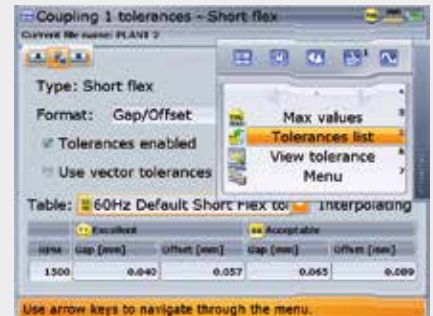 Coupling 1 tolerances - Short flex
Current file name: PLANT 2
Type: Short flex
Format: Gap/Offset
Tolerances enabled
Use vector tolerances
Max values
Tolerances list
View tolerance
Menu
Table: 60Hz Default Short Flex tol Interpolating
Excellent Acceptable
RPM Gap [mm] Offset [mm] Gap [mm] Offset [mm]
1500 0.040 0.057 0.065 0.089
Use arrow keys to navigate through the menu.